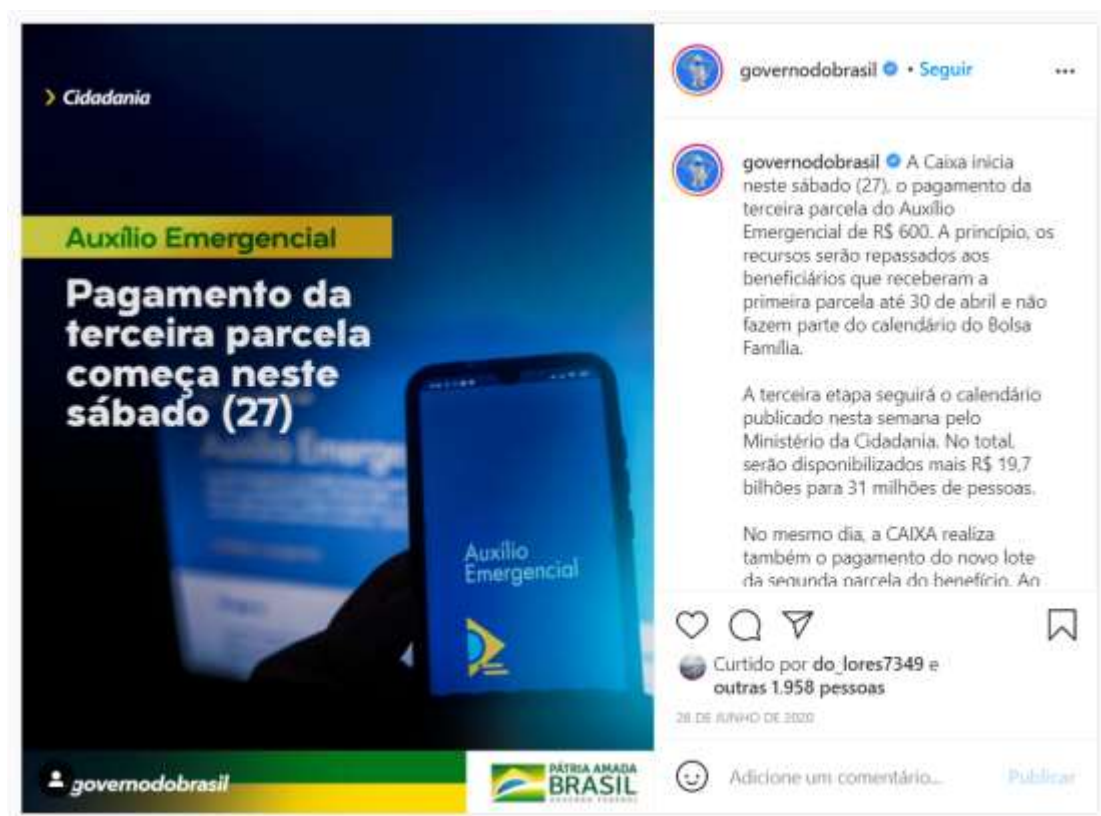 Cidadania
Auxílio Emergencial
Pagamento da
terceira parcela
começa neste
sábado (27)
Auxílio
Emergencial
governodobrasil
PÁTRIA AMADA
BRASIL
GOVERNO FEDERAL
governodobrasil • Seguir
governodobrasil A Caixa inicia
neste sábado (27), o pagamento da
terceira parcela do Auxílio
Emergencial de R$ 600. A princípio, os
recursos serão repassados aos
beneficiários que receberam a
primeira parcela até 30 de abril e não
fazem parte do calendário do Bolsa
Família.
A terceira etapa seguirá o calendário
publicado nesta semana pelo
Ministério da Cidadania. No total,
serão disponibilizados mais R$ 19,7
bilhões para 31 milhões de pessoas.
No mesmo dia, a CAIXA realiza
também o pagamento do novo lote
da segunda parcela do benefício. Ao
Curtido por do_lores7349 e
outras 1.958 pessoas
DE JUNHO DE 2020
Adicione um comentário...
Publicar